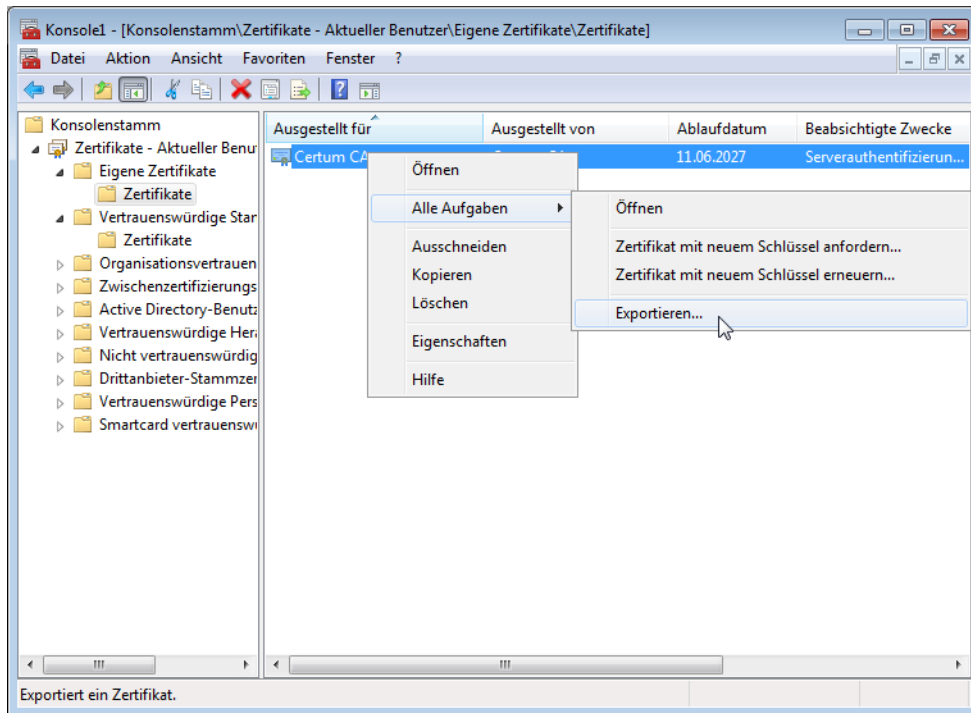 Konsole1 - [Konsolenstamm\Zertifikate - Aktueller Benutzer\Eigene Zertifikate\Zertifikate]
Datei Aktion Ansicht Favoriten Fenster ?
Konsolenstamm
Zertifikate - Aktueller Benu
Eigene Zertifikate
Zertifikate
Vertrauenswürdige Star
Zertifikate
Organisationsvertrauen
Zwischenzertifizierungs
Active Directory-Benutz
Vertrauenswürdige Hera
Nicht vertrauenswürdig
Drittanbieter-Stammzer
Vertrauenswürdige Pers
Smartcard vertrauenswü
Ausgestellt für Ausgestellt von Ablaufdatum Beabsichtigte Zwecke
Certum CA 11.06.2027 Serverauthentifizierun...
Öffnen
Alle Aufgaben
Ausschneiden
Kopieren
Löschen
Eigenschaften
Hilfe
Öffnen
Zertifikat mit neuem Schlüssel anfordern...
Zertifikat mit neuem Schlüssel erneuern...
Exportieren...
Exportiert ein Zertifikat.